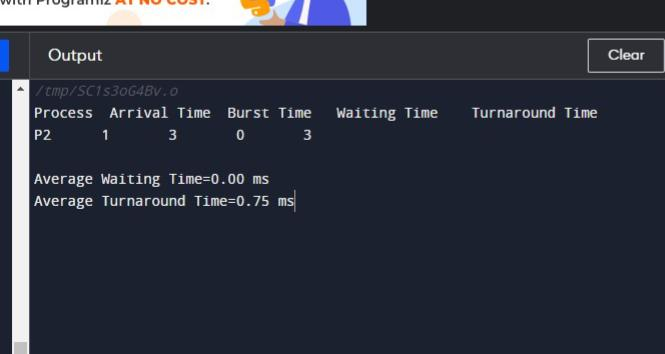 with Programiz AT NO COST.
Output
Clear
/tmp/SC1s3oG4Bv.o
Process Arrival Time Burst Time Waiting Time Turnaround Time
P2 1 3 0 3
Average Waiting Time=0.00 ms
Average Turnaround Time=0.75 ms